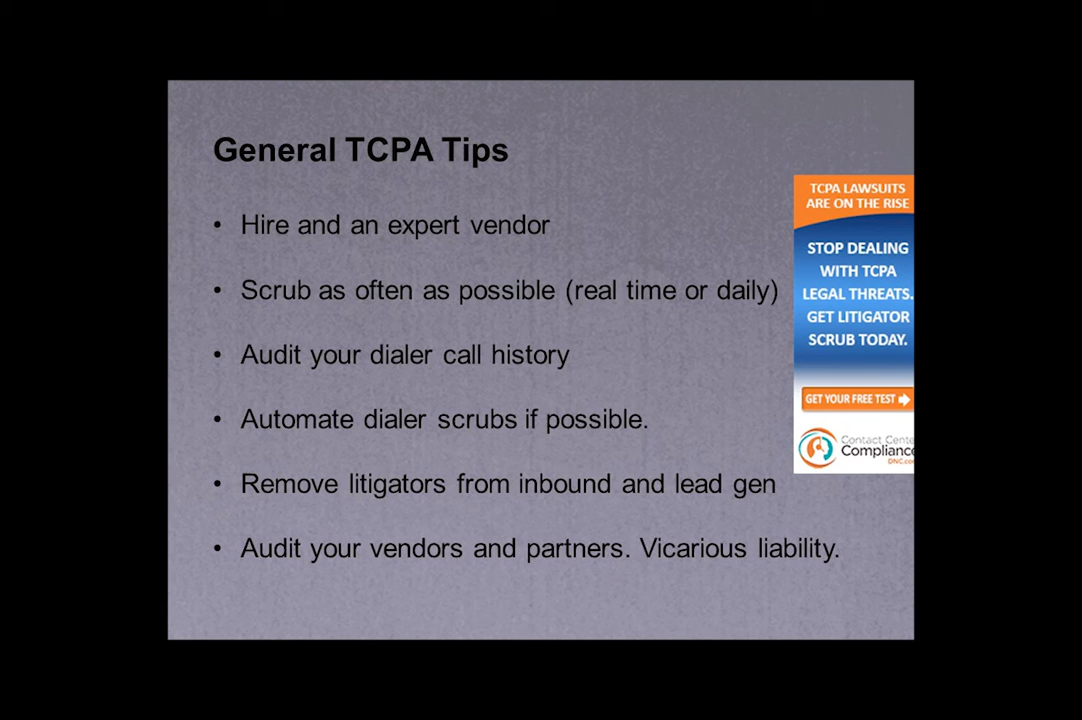 General TCPA Tips
• Hire and an expert vendor
• Scrub as often as possible (real time or daily)
• Audit your dialer call history
• Automate dialer scrubs if possible.
• Remove litigators from inbound and lead gen
• Audit your vendors and partners. Vicarious liability.
TCPA LAWSUITS
ARE ON THE RISE
STOP DEALING
WITH TCPA
LEGAL THREATS.
GET LITIGATOR
SCRUB TODAY.
GET YOUR FREE TEST
Contact Cente
Compliance
DNC.co